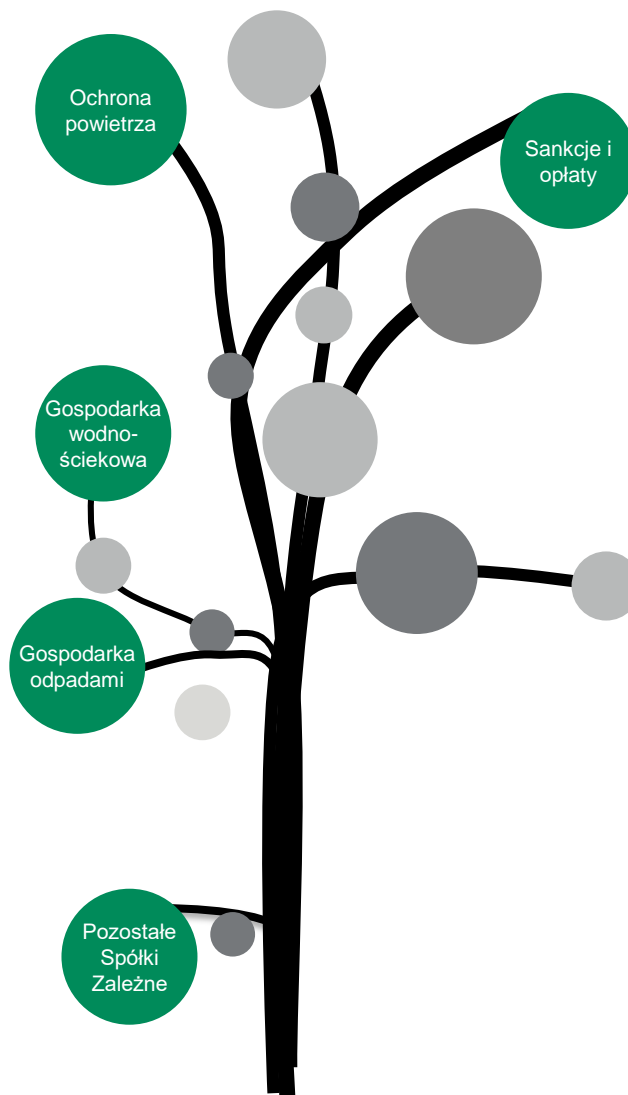 Ochrona
powietrza
Sankcje i
opłaty
Gospodarka
wodno-
ściekowa
Gospodarka
odpadami
Pozostałe
Spółki
Zależne